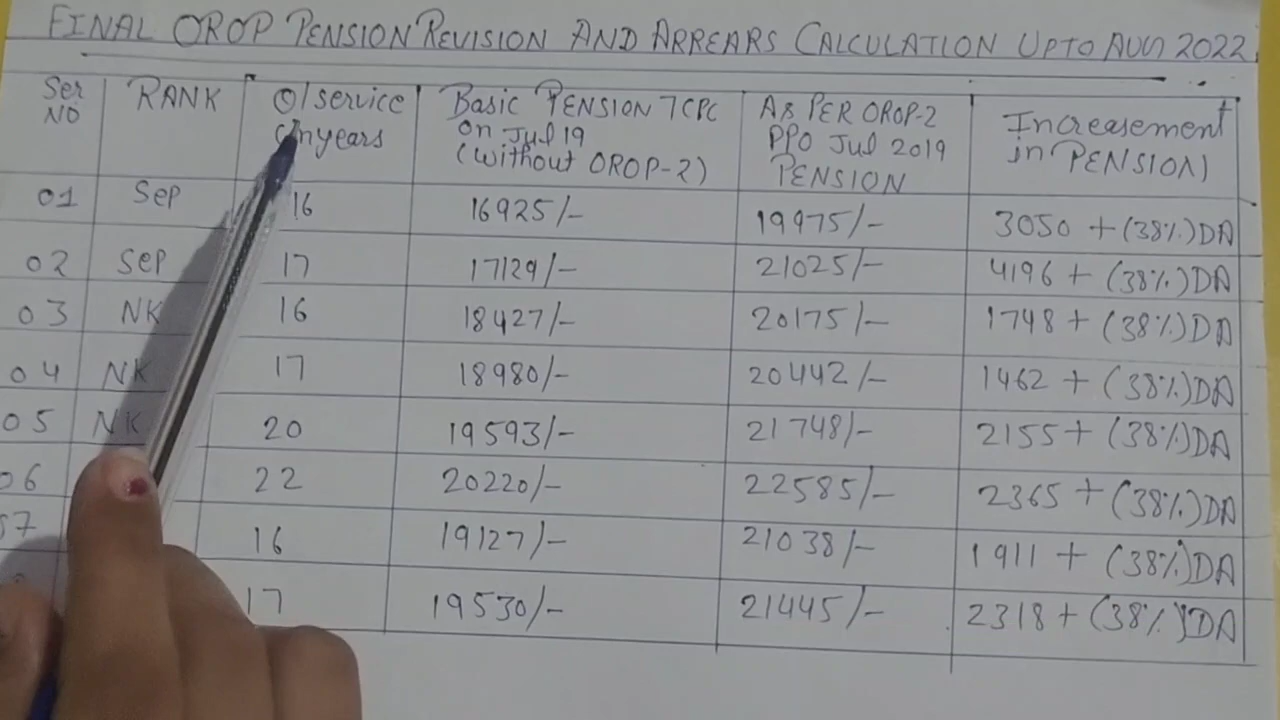 FINAL OROP PENSION REVISION AND ARREARS CALCULATION UPTO AUG 2022
Ser NO RANK Q/service (in years Basic PENSION 7CPC on Jul 19 (without OROP-2) AS PER OROP-2 PPO Jul 2019 PENSION Increasement in PENSION)
01 Sep 16 16925/- 19975/- 3050 + (38%)DA
02 Sep 17 17129/- 21025/- 4196 + (38%)DA
03 NK 16 18427/- 20175/- 1748 + (38%)DA
04 NK 17 18980/- 20442/- 1462 + (38%)DA
05 NK 20 19593/- 21748/- 2155 + (38%)DA
06 22 20220/- 22585/- 2365 + (38%)DA
07 16 19127/- 21038/- 1911 + (38%)DA
17 19530/- 21445/- 2318 + (38%)DA